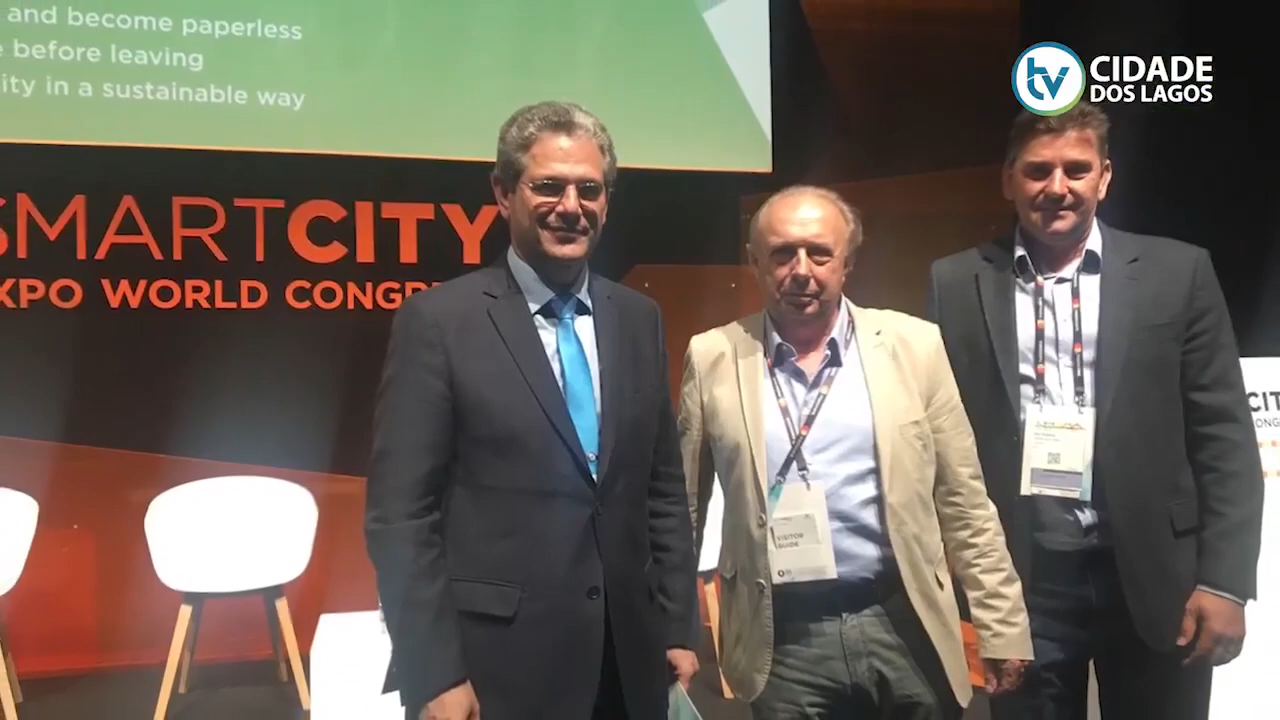 and become paperless
before leaving
ity in a sustainable way
tv CIDADE
DOS LAGOS
SMARTCITY
XPO WORLD CONGR
VISITOR
GUIDE
CIT
ONG